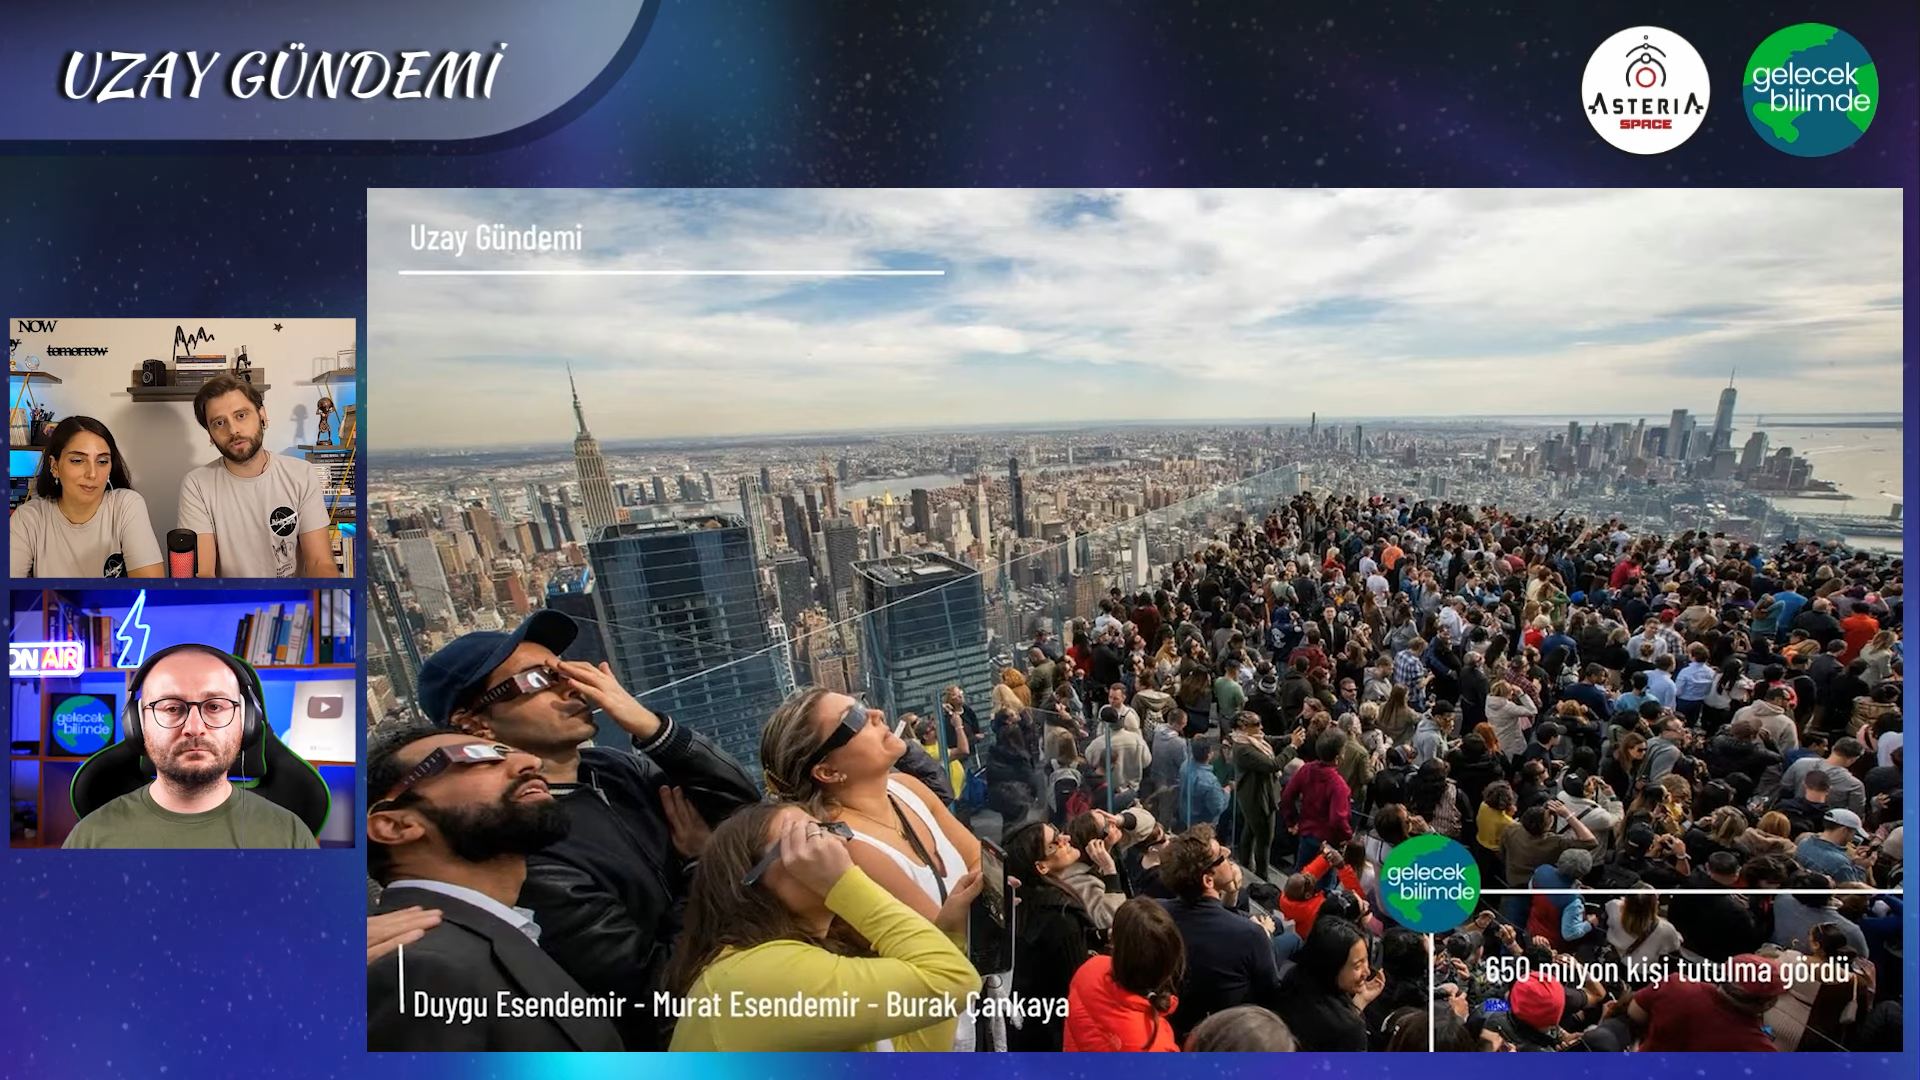 UZAY GÜNDEMİ
ASTERIA
SPACE
gelecek
bilimde
Uzay Gündemi
NOW
tomorrow
ON AIR
gelecek
bilimde
gelecek
bilimde
650 milyon kişi tutulma gördü
NASA
Duygu Esendemir - Murat Esendemir - Burak Çankaya